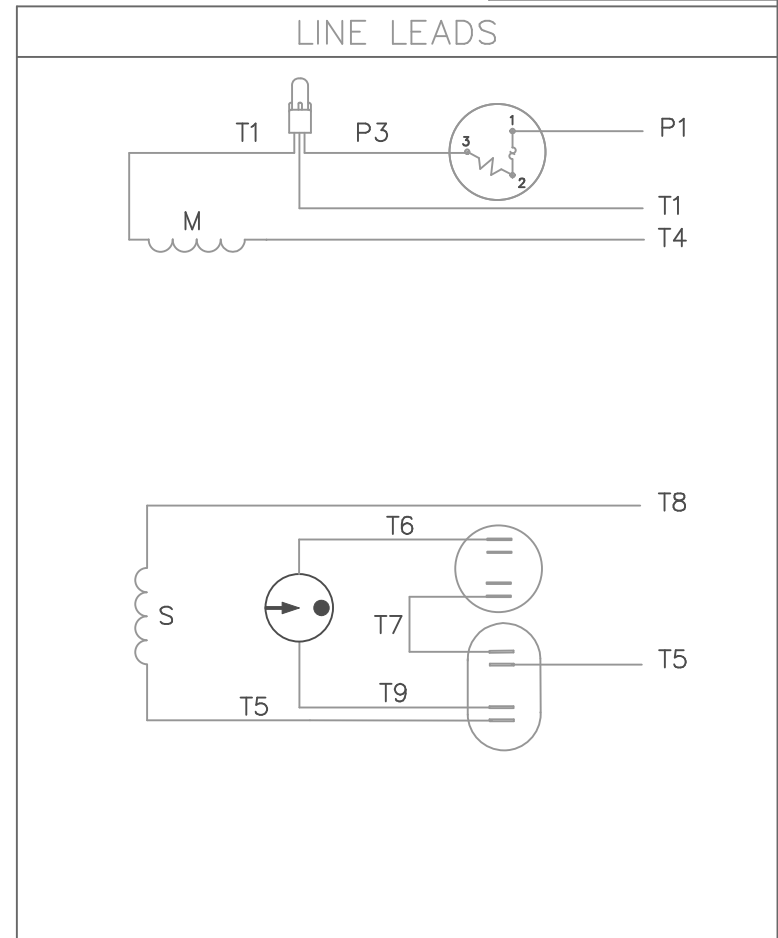 LINE LEADS
T1 P3 3 1 2 P1
T1
M T4
T8
T6
S T7
T5
T5 T9